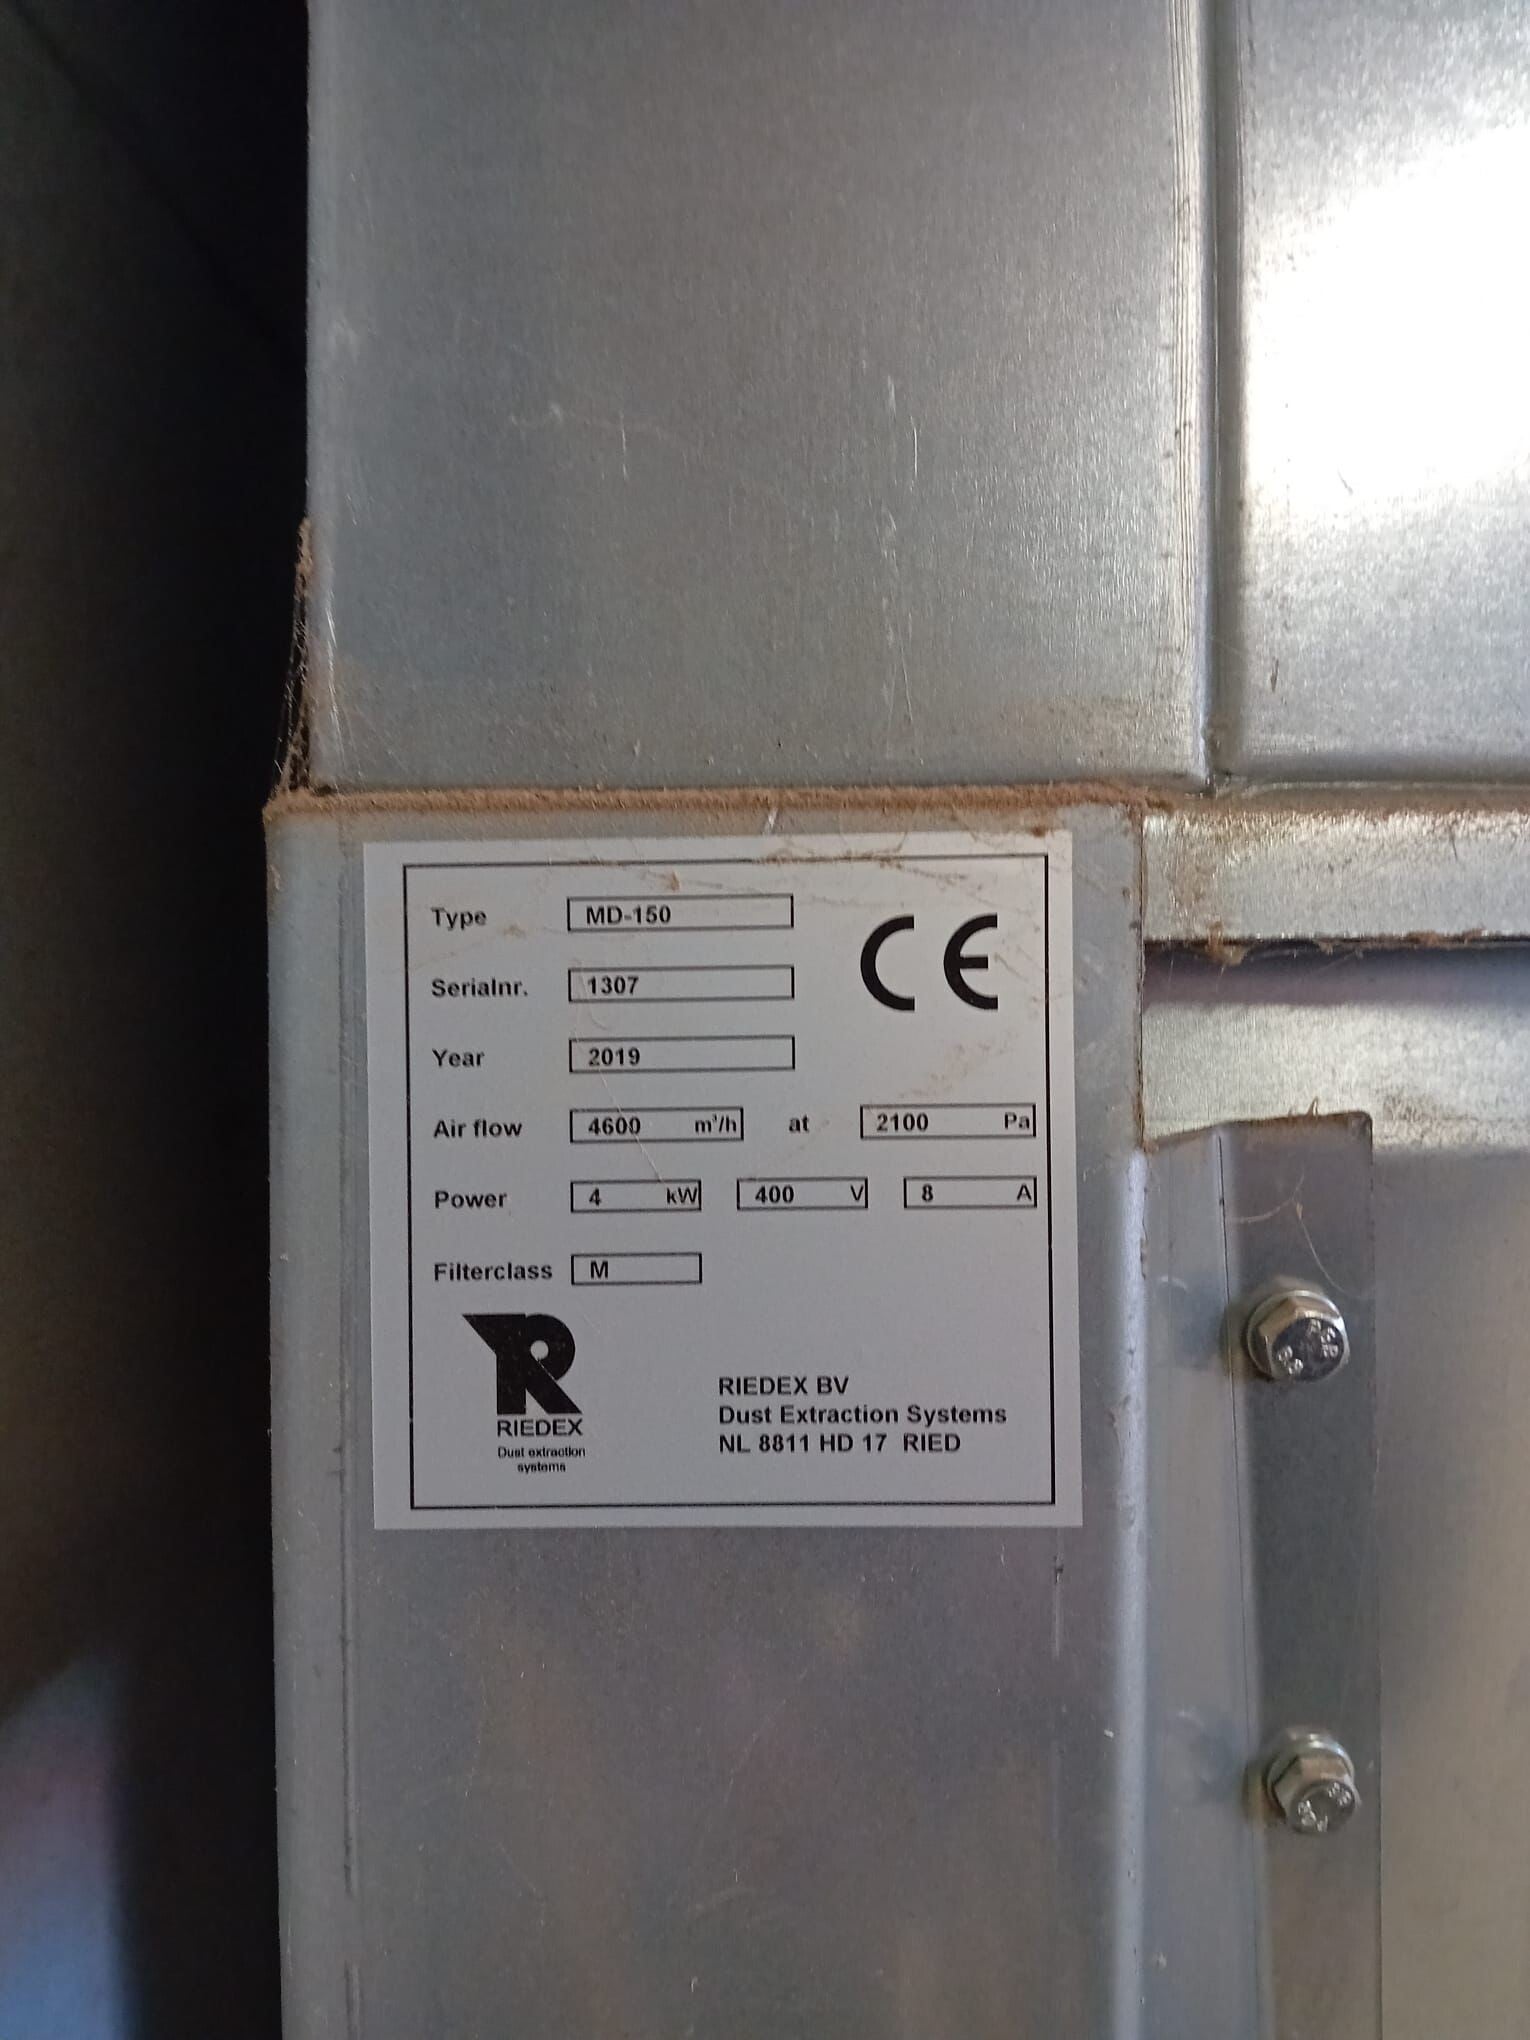 Type MD-150
CE
Serialnr. 1307
Year 2019
Air flow 4600 m³/h at 2100 Pa
Power 4 kW 400 V 8 A
Filterclass M
R
RIEDEX
Dust extraction
systems
RIEDEX BV
Dust Extraction Systems
NL 8811 HD 17 RIED